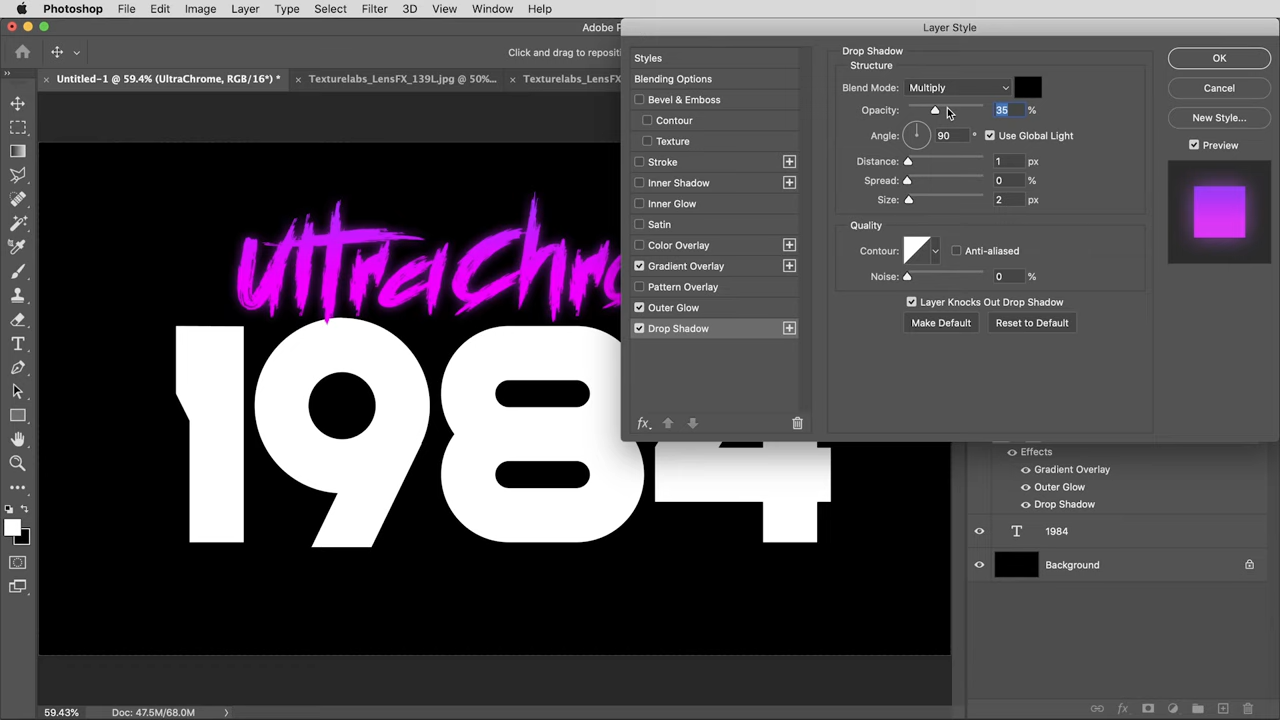 Photoshop File Edit Image Layer Type Select Filter 3D View Window Help
Adobe P
Layer Style
Click and drag to repositi
Untitled-1 @ 59.4% (UltraChrome, RGB/16*) *
Texturelabs_LensFX_139L.jpg @ 50%...
Texturelabs_LensFX
Styles
Blending Options
Bevel & Emboss
Contour
Texture
Stroke
Inner Shadow
Inner Glow
Satin
Color Overlay
Gradient Overlay
Pattern Overlay
Outer Glow
Drop Shadow
fx
Drop Shadow
Structure
Blend Mode: Multiply
Opacity: 35 %
Angle: 90 ° Use Global Light
Distance: 1 px
Spread: 0 %
Size: 2 px
Quality
Contour: Anti-aliased
Noise: 0 %
Layer Knocks Out Drop Shadow
Make Default Reset to Default
OK
Cancel
New Style...
Preview
UltraChro
1984
Effects
Gradient Overlay
Outer Glow
Drop Shadow
T 1984
Background
59.43% Doc: 47.5M/68.0M
fx